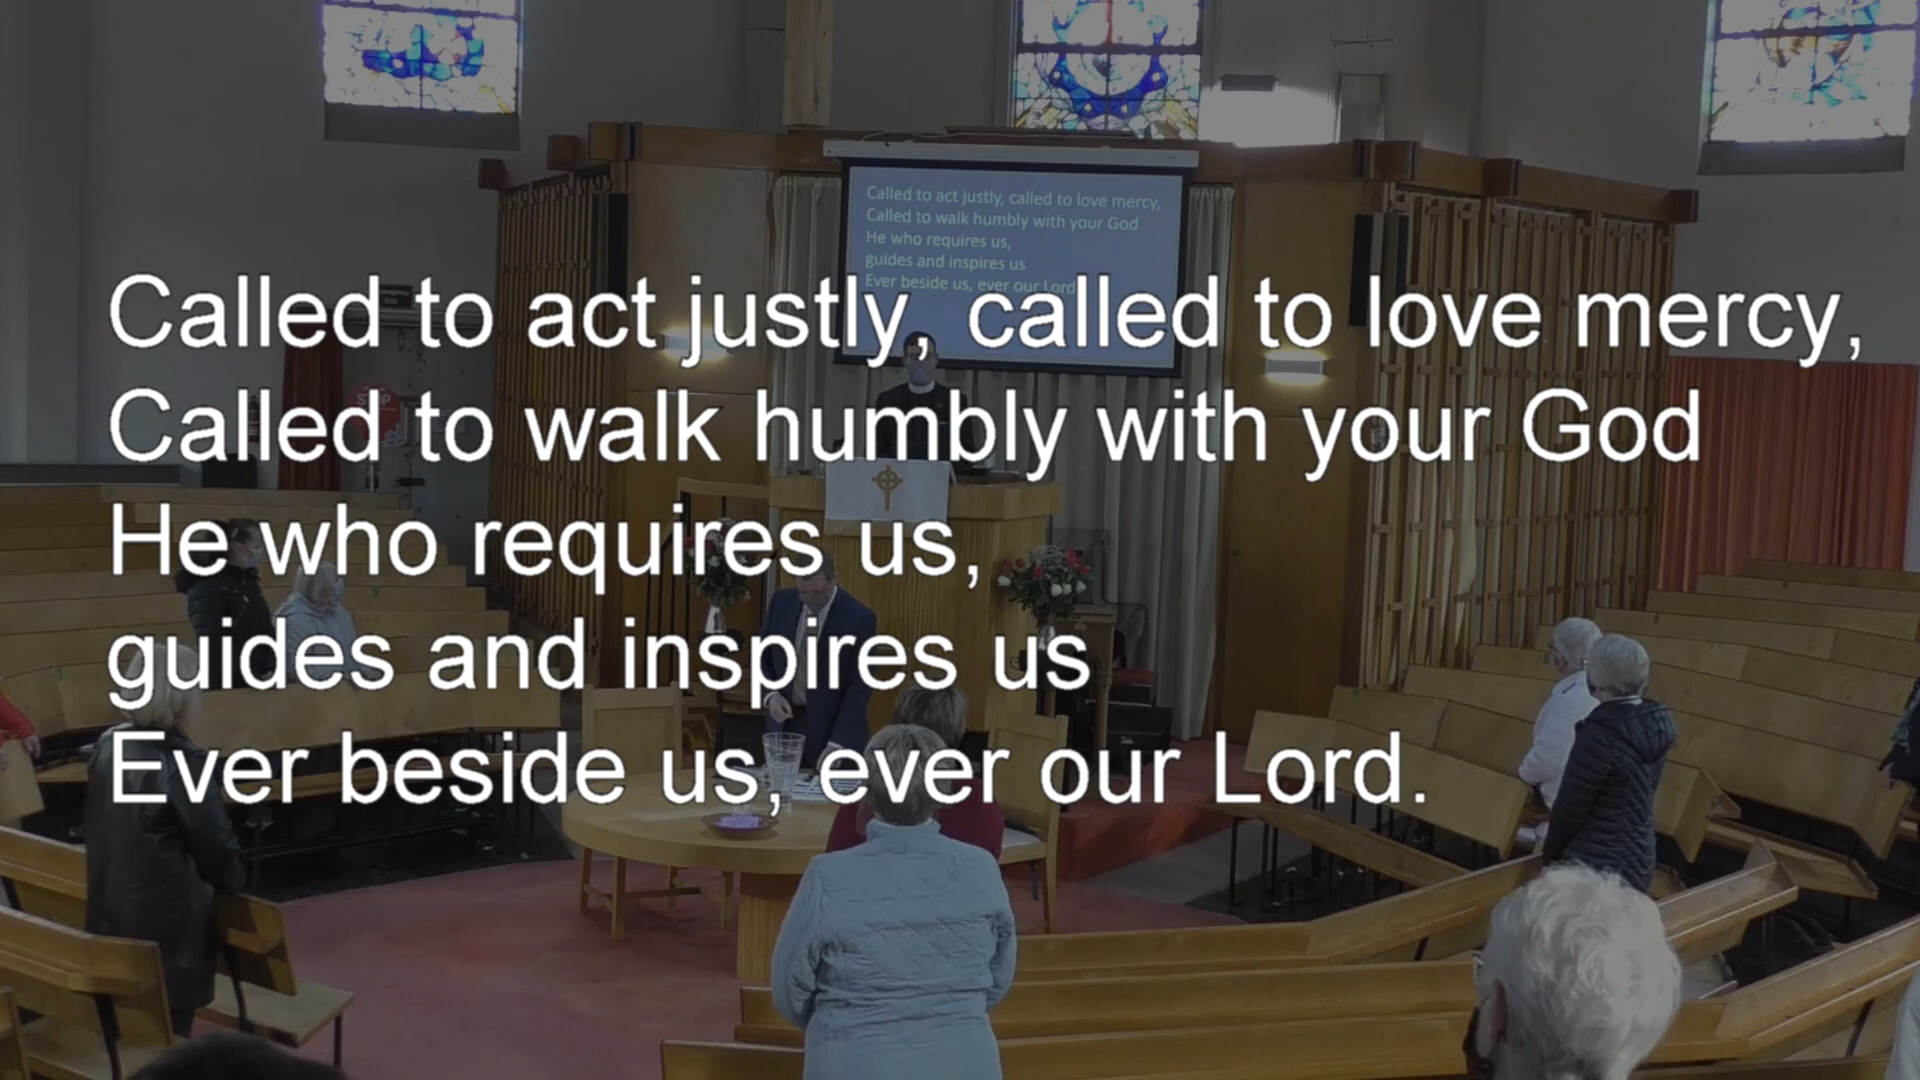 Called to act justly, called to love mercy,
Called to walk humbly with your God
He who requires us,
guides and inspires us
Ever beside us, ever our Lord
Called to act justly, called to love mercy,
Called to walk humbly with your God
He who requires us,
guides and inspires us
Ever beside us, ever our Lord.
STOP